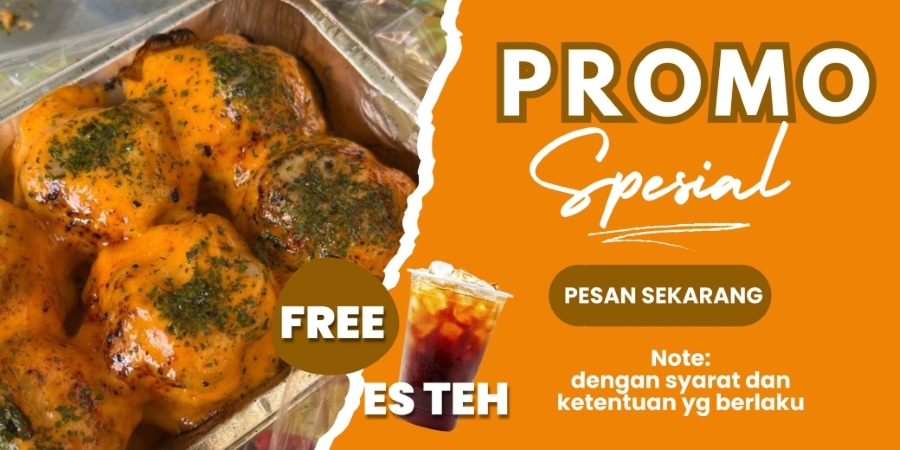 PROMO
Spesial
PESAN SEKARANG
FREE
ES TEH
Note:
dengan syarat dan
ketentuan yg berlaku